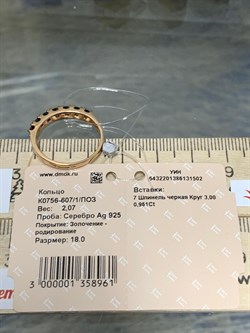 www.dmdk.ru
УИН
6432201396131502
Кольцо
К0756-607/1/ПОЗ
Вес: 2,07
Проба: Серебро Ag 925
Покрытие: Золочение -
родирование
Размер: 18.0
Вставки:
7 Шпинель черная Круг 3,00
0,961Ct
3 000001 358961